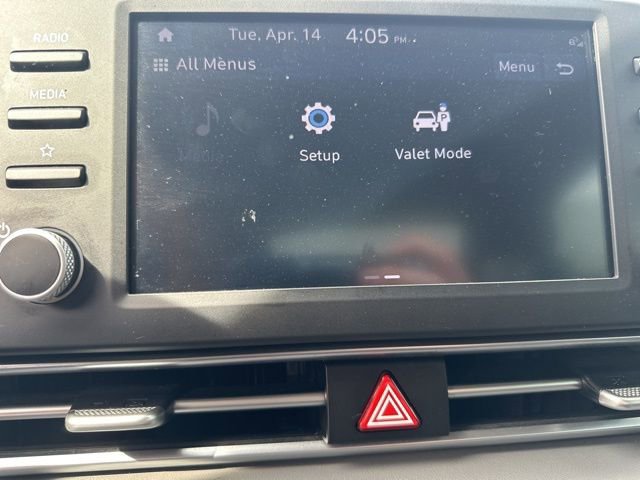 RADIO
Tue, Apr. 14 4:05 PM
All Menus Menu
MEDIA
Setup
Valet Mode
P